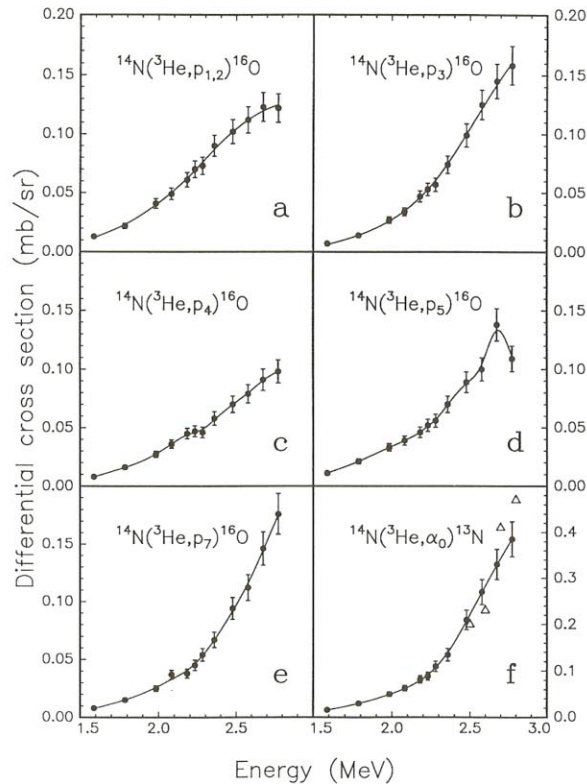 Differential cross section (mb/sr)
0.20
0.15
0.10
0.05
0.00
¹⁴N(³He,p₁,₂)¹⁶O
a
¹⁴N(³He,p₃)¹⁶O
b
0.20
0.15
0.10
0.05
0.00
0.15
0.10
0.05
0.00
¹⁴N(³He,p₄)¹⁶O
c
¹⁴N(³He,p₅)¹⁶O
d
0.15
0.10
0.05
0.00
0.15
0.10
0.05
0.00
¹⁴N(³He,p₇)¹⁶O
e
¹⁴N(³He,α₀)¹³N
f
0.4
0.3
0.2
0.1
0.0
1.5 2.0 2.5 1.5 2.0 2.5 3.0
Energy (MeV)